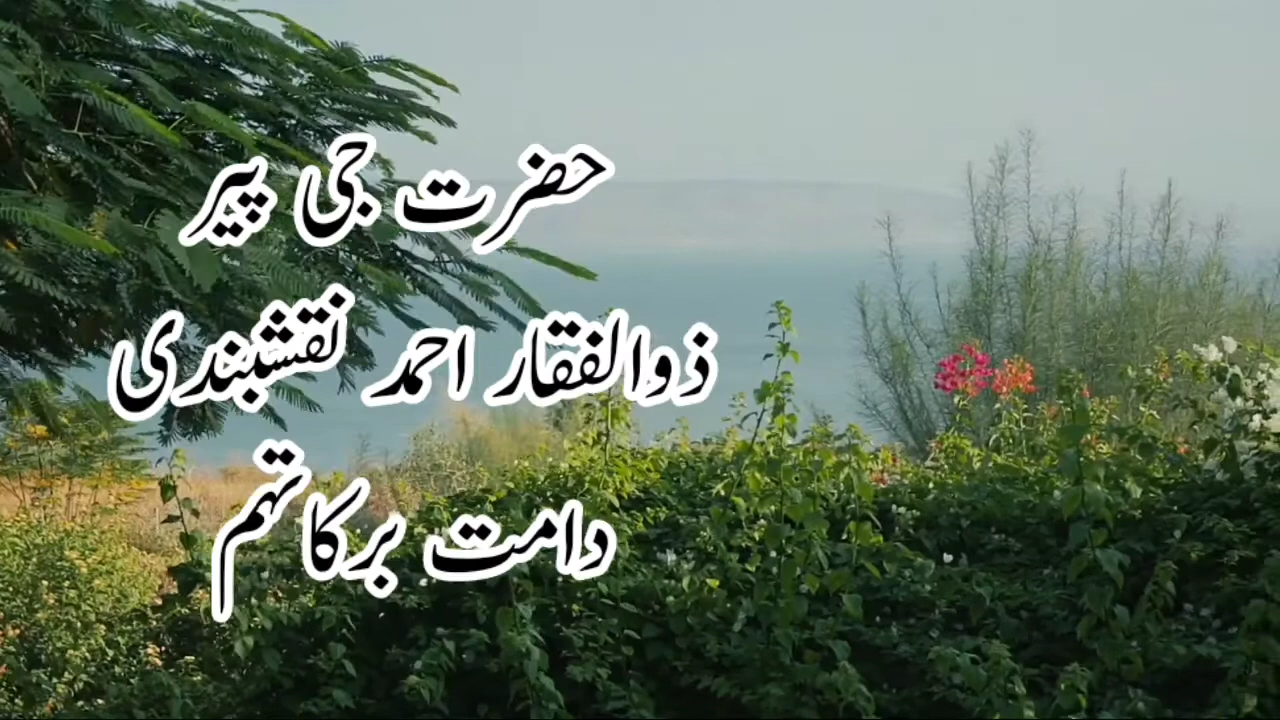 حضرت جی پیر
ذوالفقار احمد نقشبندی
دامت برکاتہم